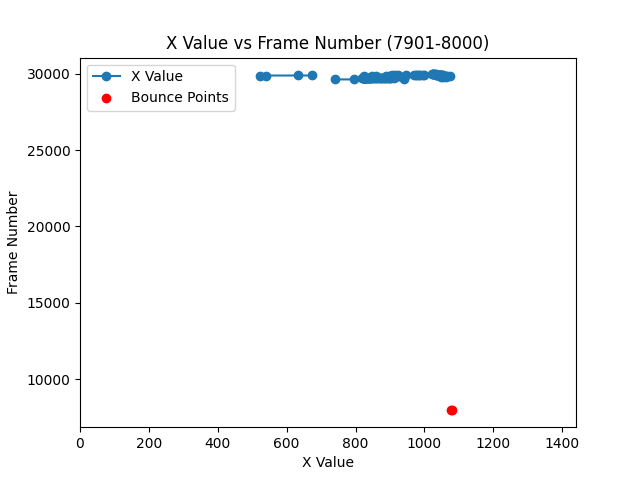 X Value vs Frame Number (7901-8000)
X Value
Bounce Points
Frame Number
30000
25000
20000
15000
10000
0 200 400 600 800 1000 1200 1400
X Value